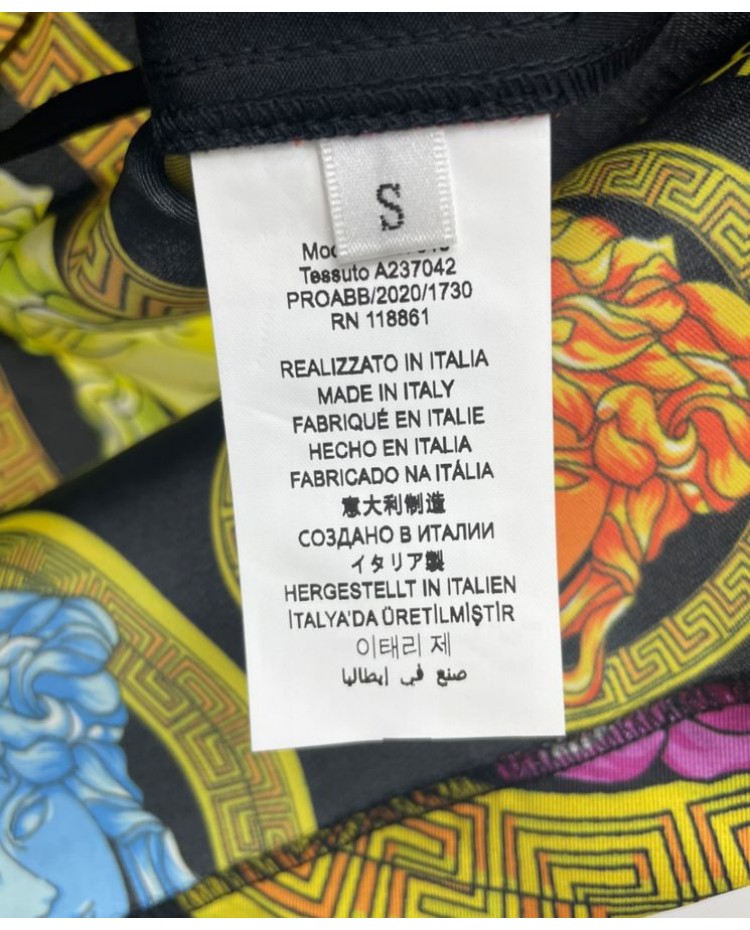 S
Tessuto A237042
PROABB/2020/1730
RN 118861
REALIZZATO IN ITALIA
MADE IN ITALY
FABRIQUÉ EN ITALIE
HECHO EN ITALIA
FABRICADO NA ITÁLIA
意大利制造
СОЗДАНО В ИТАЛИИ
イタリア製
HERGESTELLT IN ITALIEN
İTALYA'DA ÜRETİLMİŞTİR
이태리 제
صنع في ايطاليا